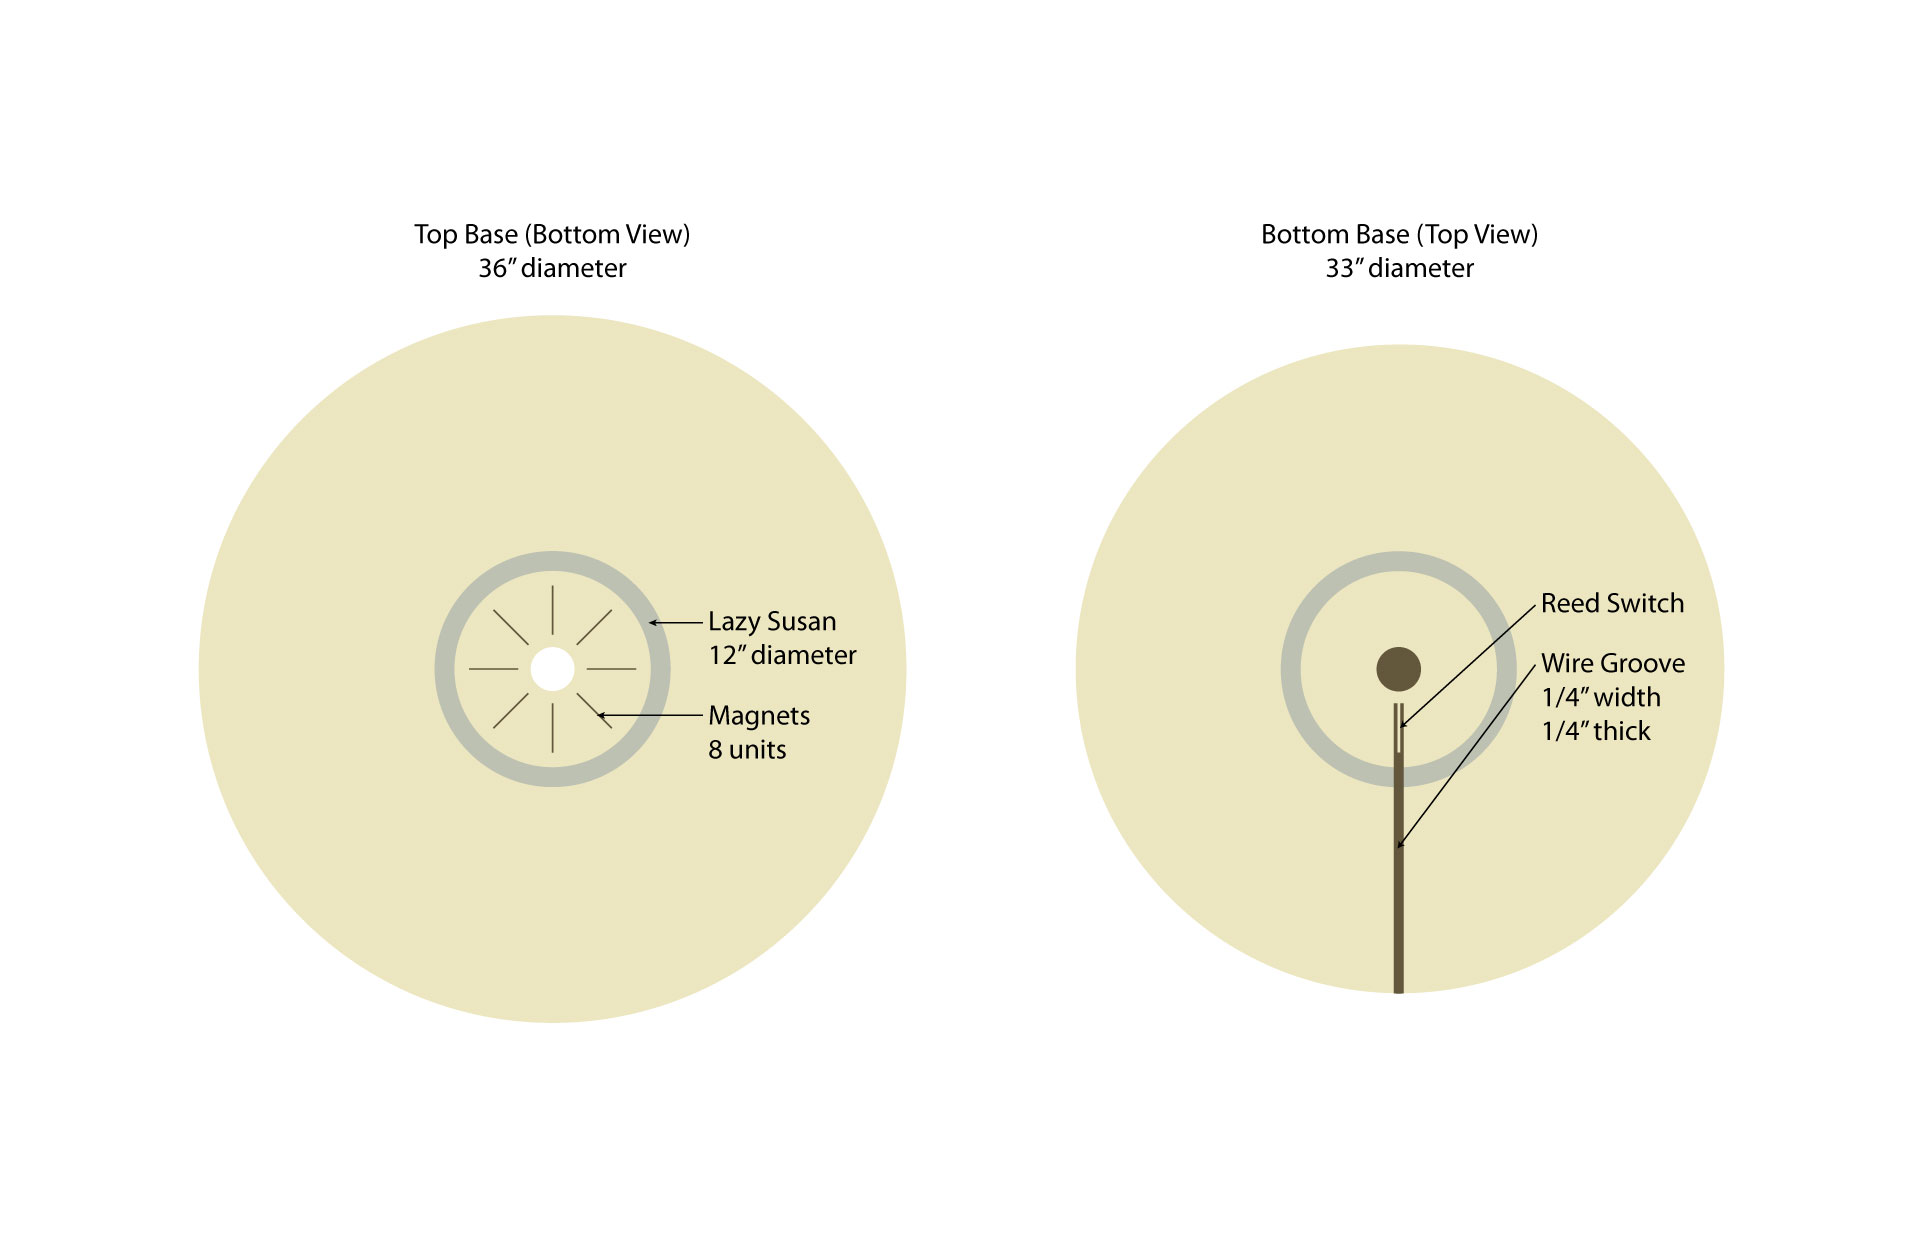 Top Base (Bottom View)
36” diameter
Lazy Susan
12” diameter
Magnets
8 units
Bottom Base (Top View)
33” diameter
Reed Switch
Wire Groove
1/4” width
1/4” thick